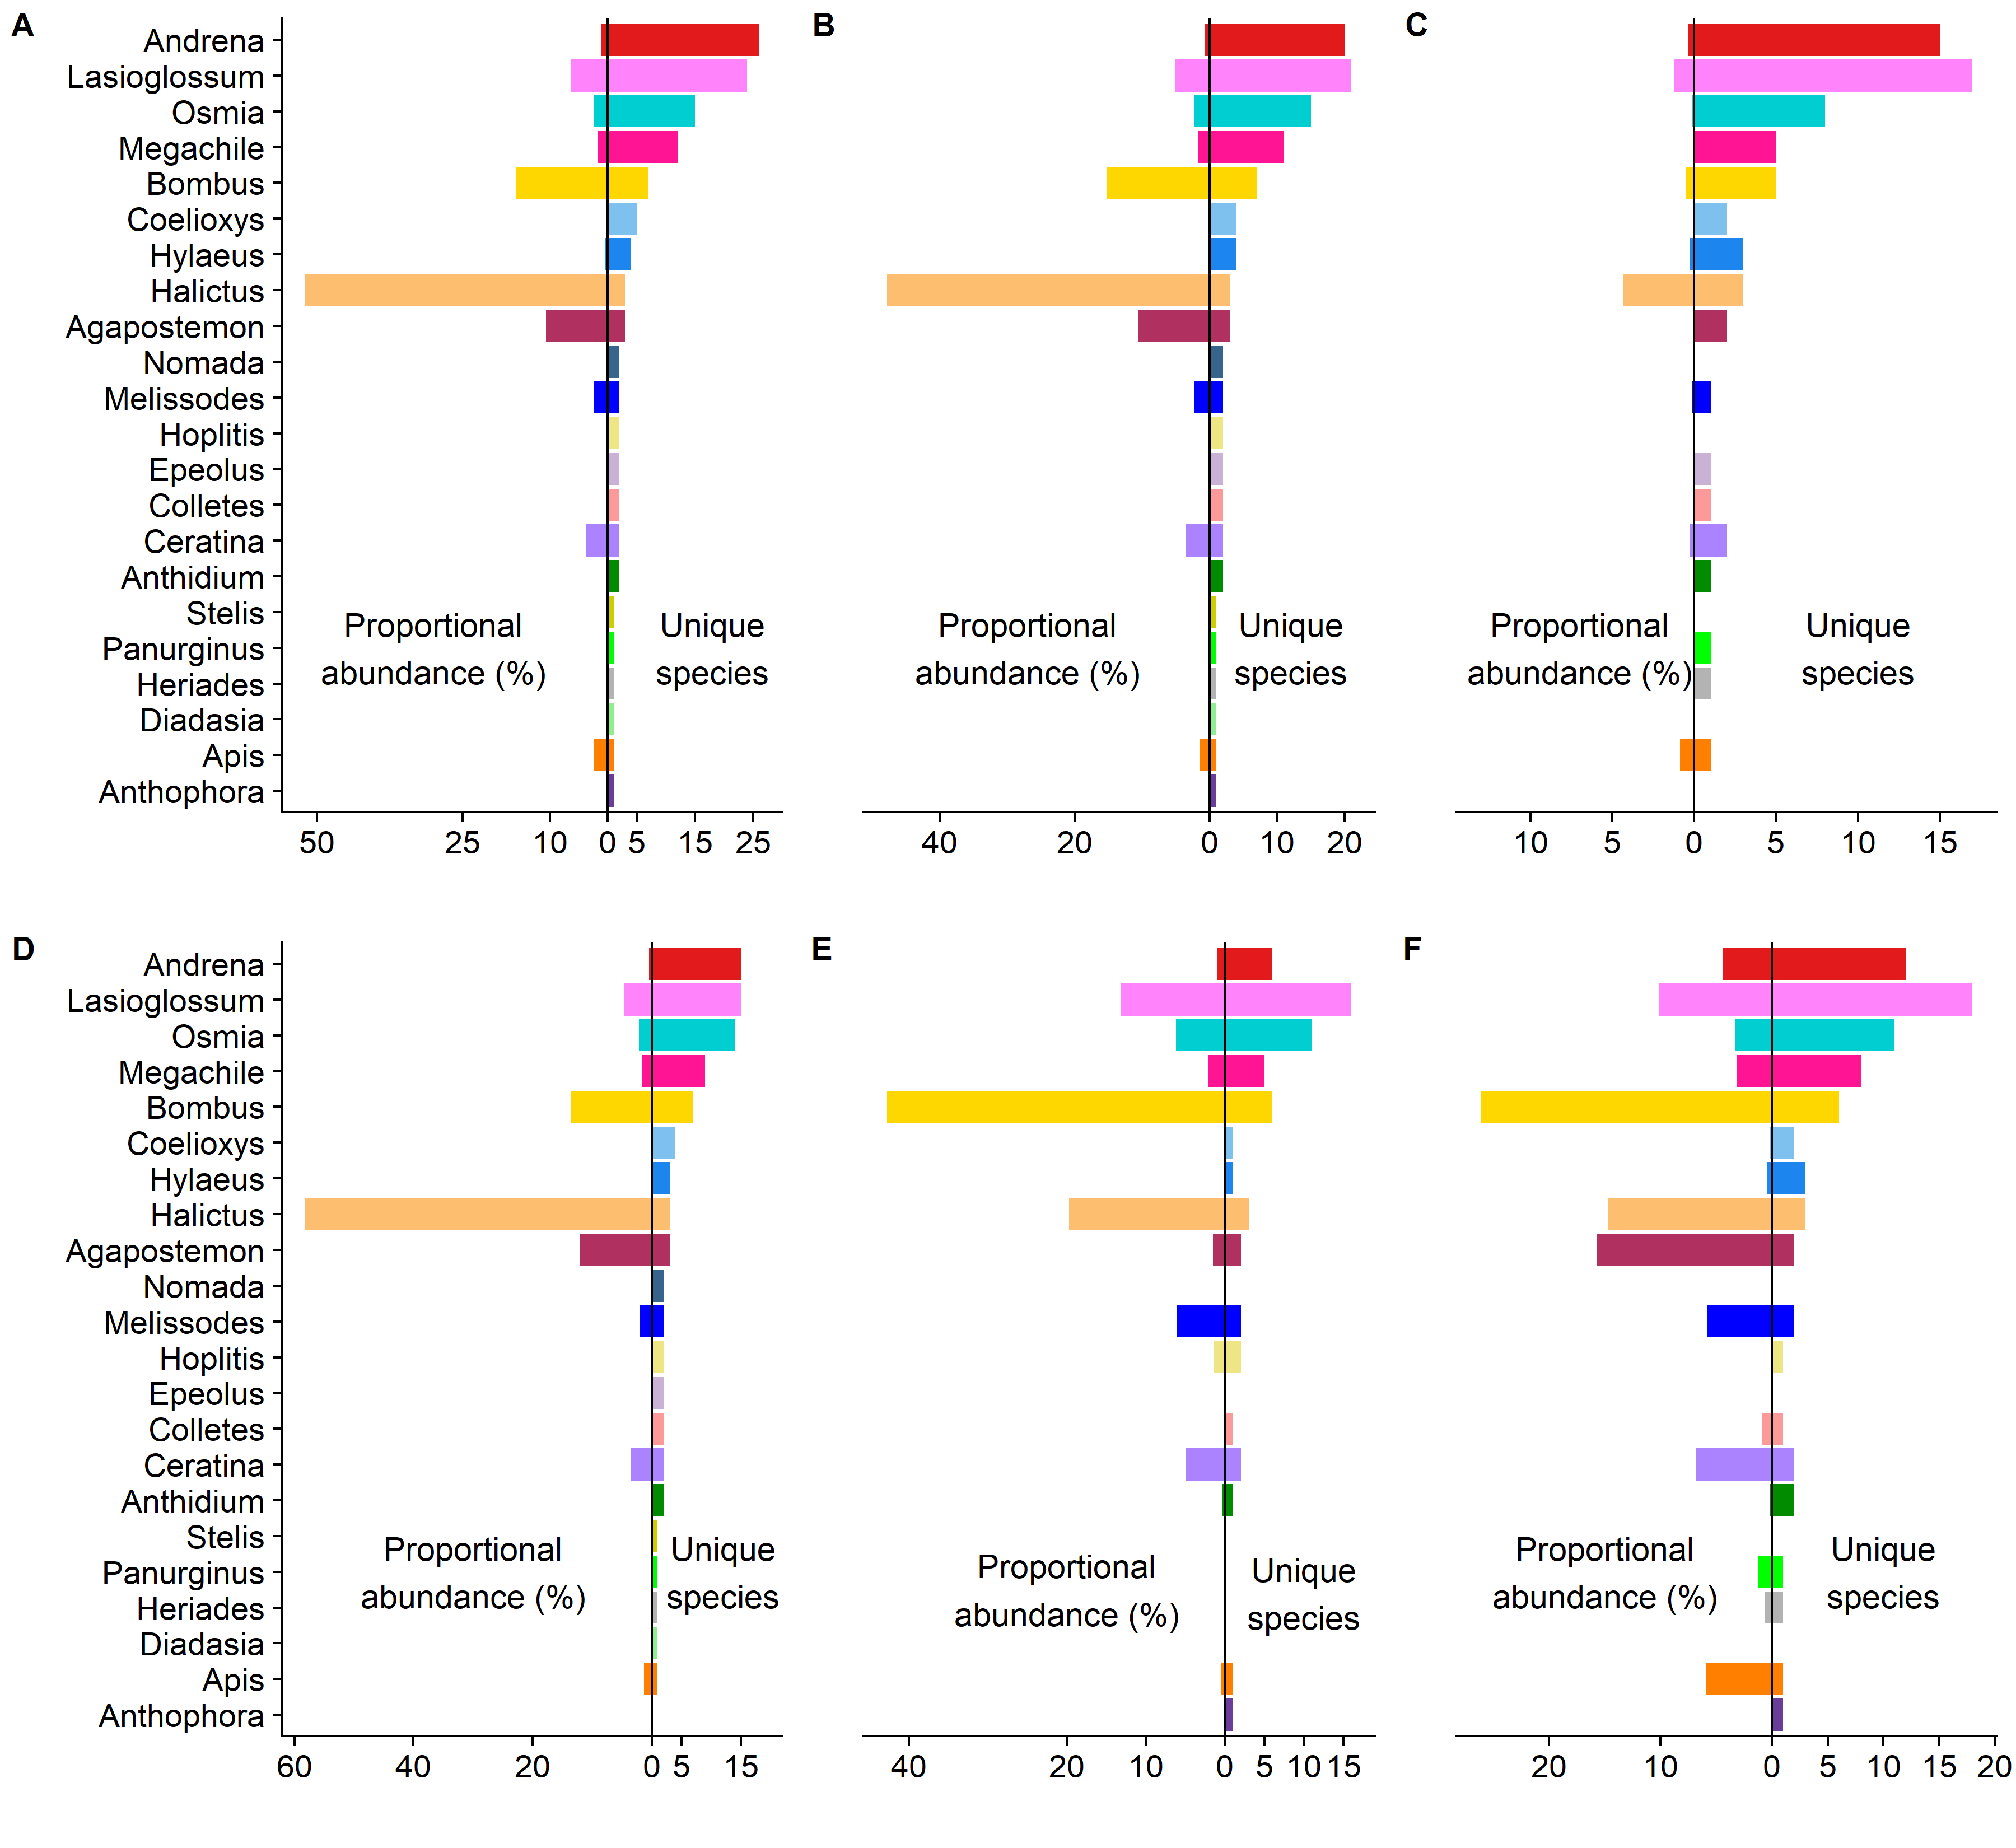 A
Andrena
Lasioglossum
Osmia
Megachile
Bombus
Coelioxys
Hylaeus
Halictus
Agapostemon
Nomada
Melissodes
Hoplitis
Epeolus
Colletes
Ceratina
Anthidium
Stelis
Panurginus
Heriades
Diadasia
Apis
Anthophora
Proportional
abundance (%)
Unique
species
50 25 10 0 5 15 25
B
Proportional
abundance (%)
Unique
species
40 20 0 10 20
C
Proportional
abundance (%)
Unique
species
10 5 0 5 10 15
D
Andrena
Lasioglossum
Osmia
Megachile
Bombus
Coelioxys
Hylaeus
Halictus
Agapostemon
Nomada
Melissodes
Hoplitis
Epeolus
Colletes
Ceratina
Anthidium
Stelis
Panurginus
Heriades
Diadasia
Apis
Anthophora
Proportional
abundance (%)
Unique
species
60 40 20 0 5 15
E
Proportional
abundance (%)
Unique
species
40 20 10 0 5 10 15
F
Proportional
abundance (%)
Unique
species
20 10 0 5 10 15 20